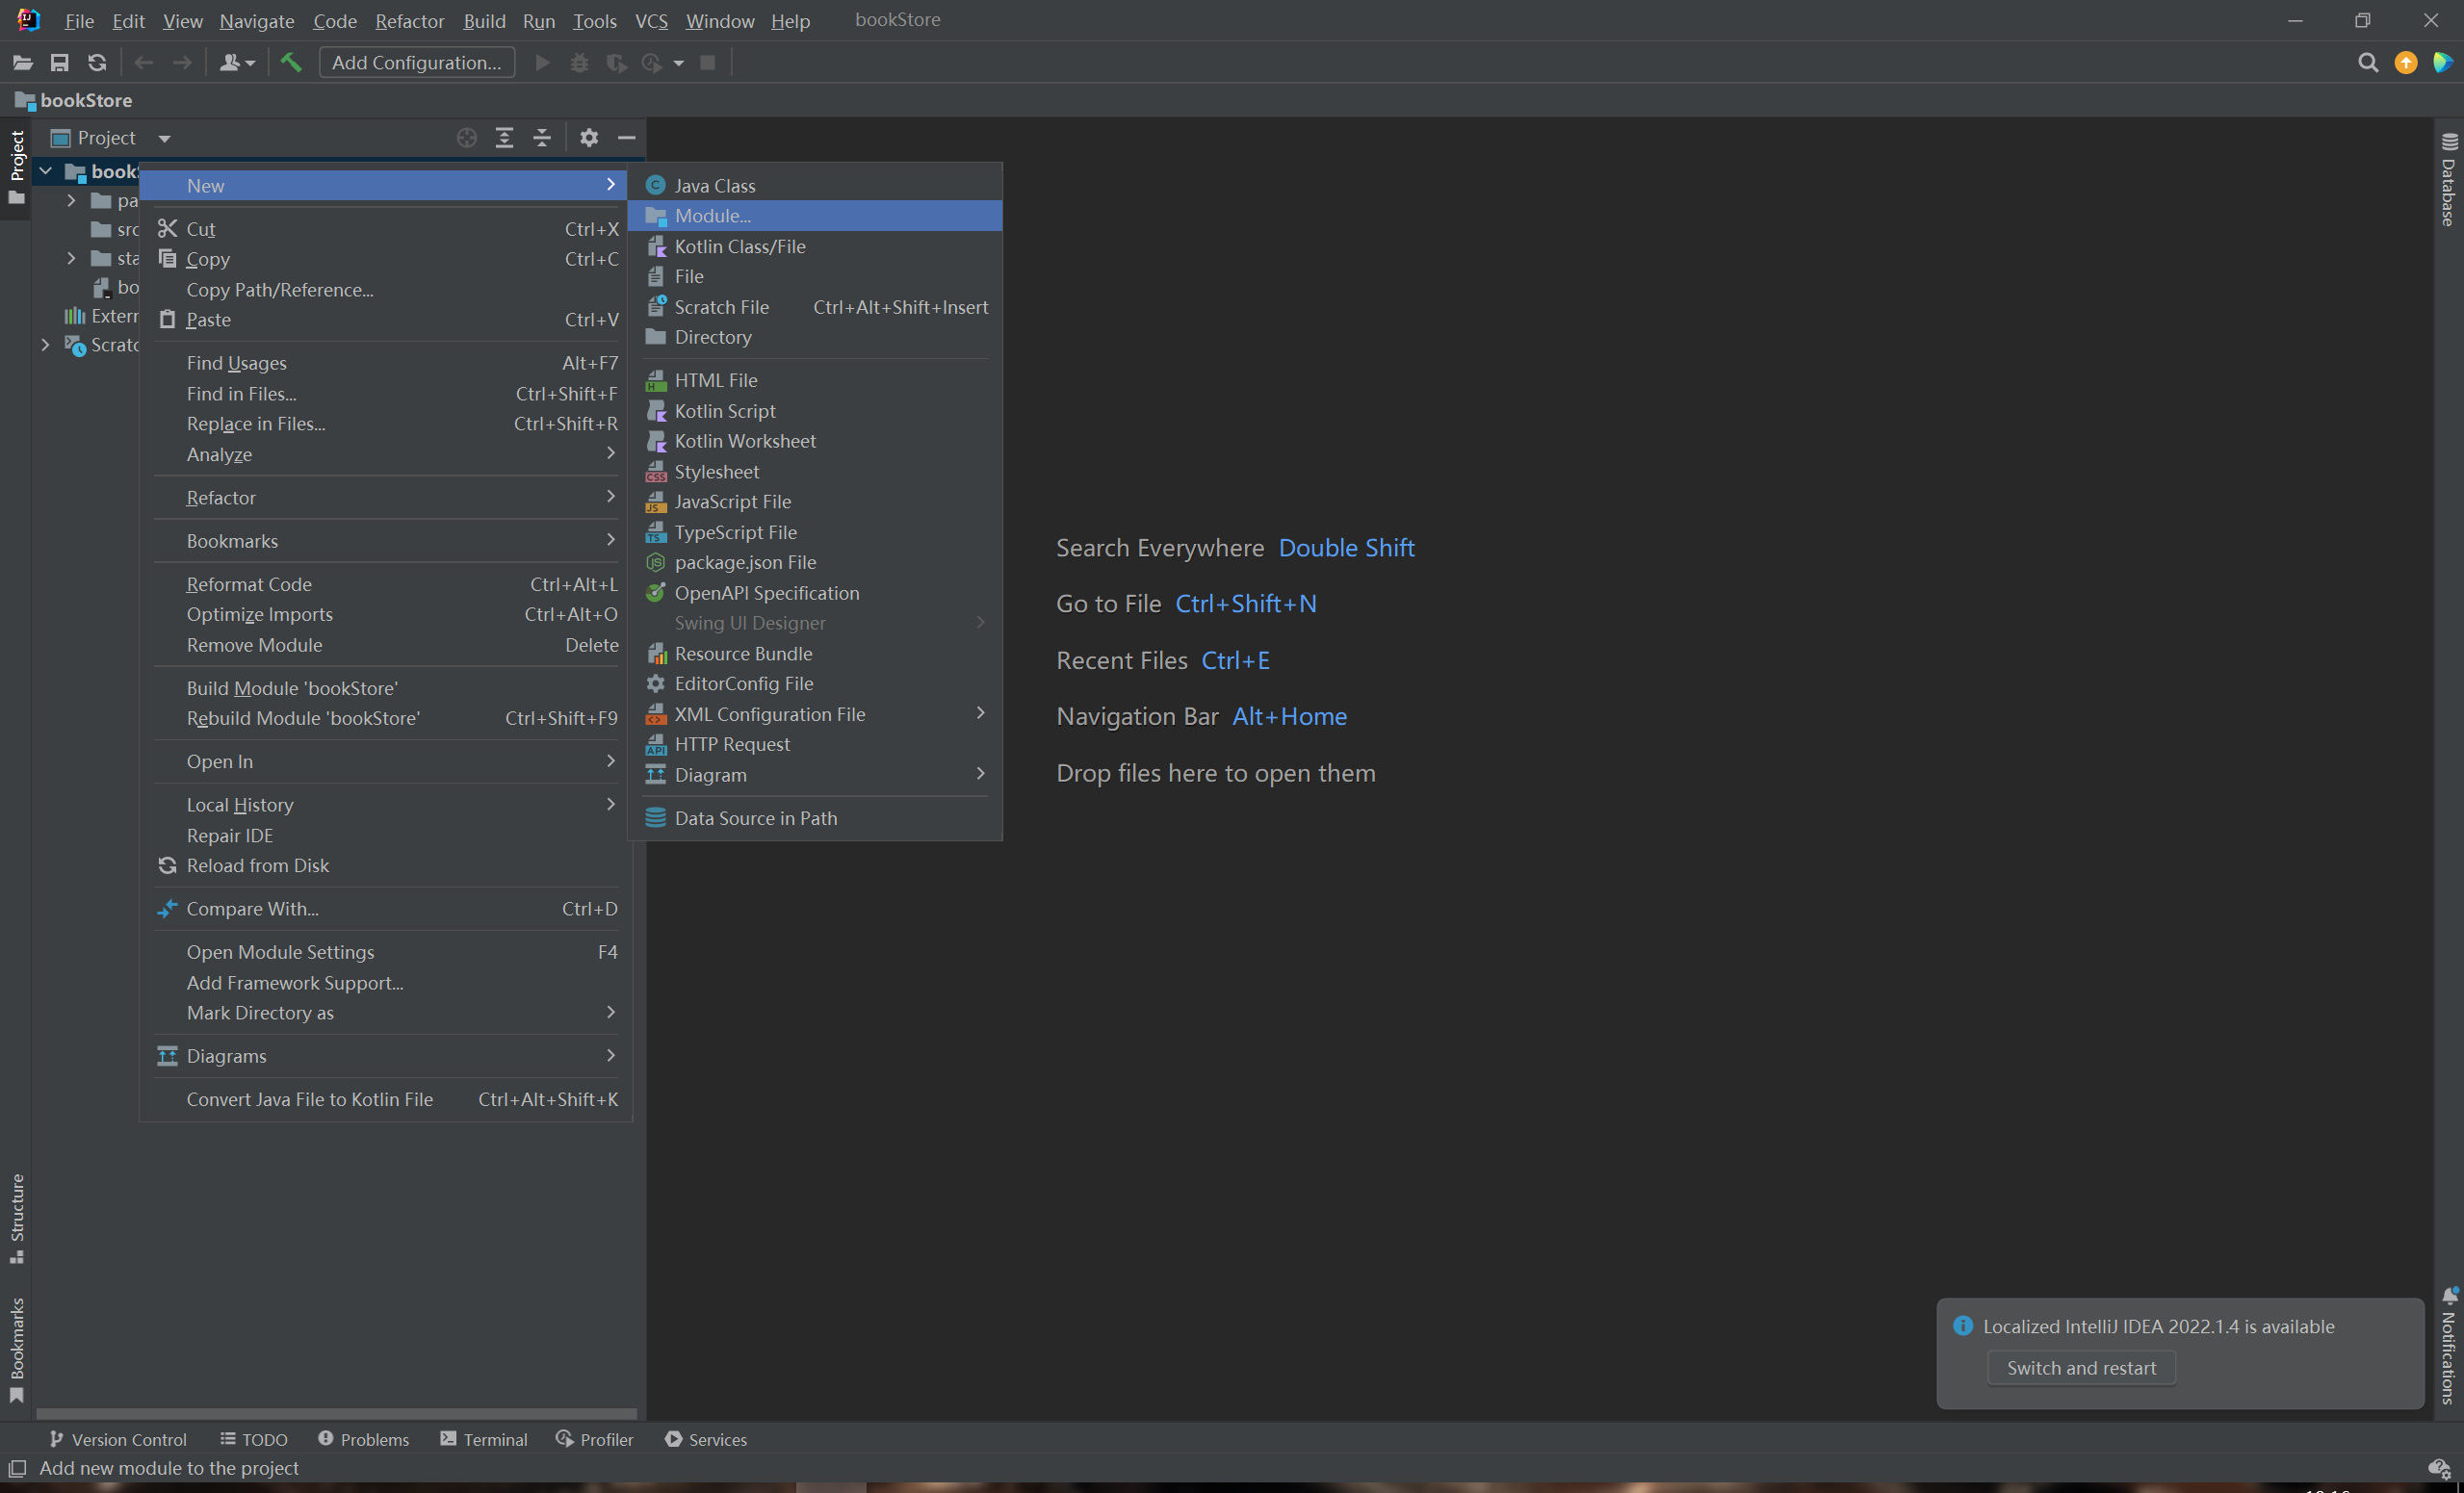 File Edit View Navigate Code Refactor Build Run Tools VCS Window Help bookStore
Add Configuration...
bookStore
Project
Project
New
Cut Ctrl+X
Copy Ctrl+C
Copy Path/Reference...
Paste Ctrl+V
Find Usages Alt+F7
Find in Files... Ctrl+Shift+F
Replace in Files... Ctrl+Shift+R
Analyze
Refactor
Bookmarks
Reformat Code Ctrl+Alt+L
Optimize Imports Ctrl+Alt+O
Remove Module Delete
Build Module 'bookStore'
Rebuild Module 'bookStore' Ctrl+Shift+F9
Open In
Local History
Repair IDE
Reload from Disk
Compare With... Ctrl+D
Open Module Settings F4
Add Framework Support...
Mark Directory as
Diagrams
Convert Java File to Kotlin File Ctrl+Alt+Shift+K
Java Class
Module...
Kotlin Class/File
File
Scratch File Ctrl+Alt+Shift+Insert
Directory
HTML File
Kotlin Script
Kotlin Worksheet
Stylesheet
JavaScript File
TypeScript File
package.json File
OpenAPI Specification
Swing UI Designer
Resource Bundle
EditorConfig File
XML Configuration File
HTTP Request
Diagram
Data Source in Path
Search Everywhere Double Shift
Go to File Ctrl+Shift+N
Recent Files Ctrl+E
Navigation Bar Alt+Home
Drop files here to open them
Database
Structure
Bookmarks
Notifications
Localized IntelliJ IDEA 2022.1.4 is available
Switch and restart
Version Control TODO Problems Terminal Profiler Services
Add new module to the project